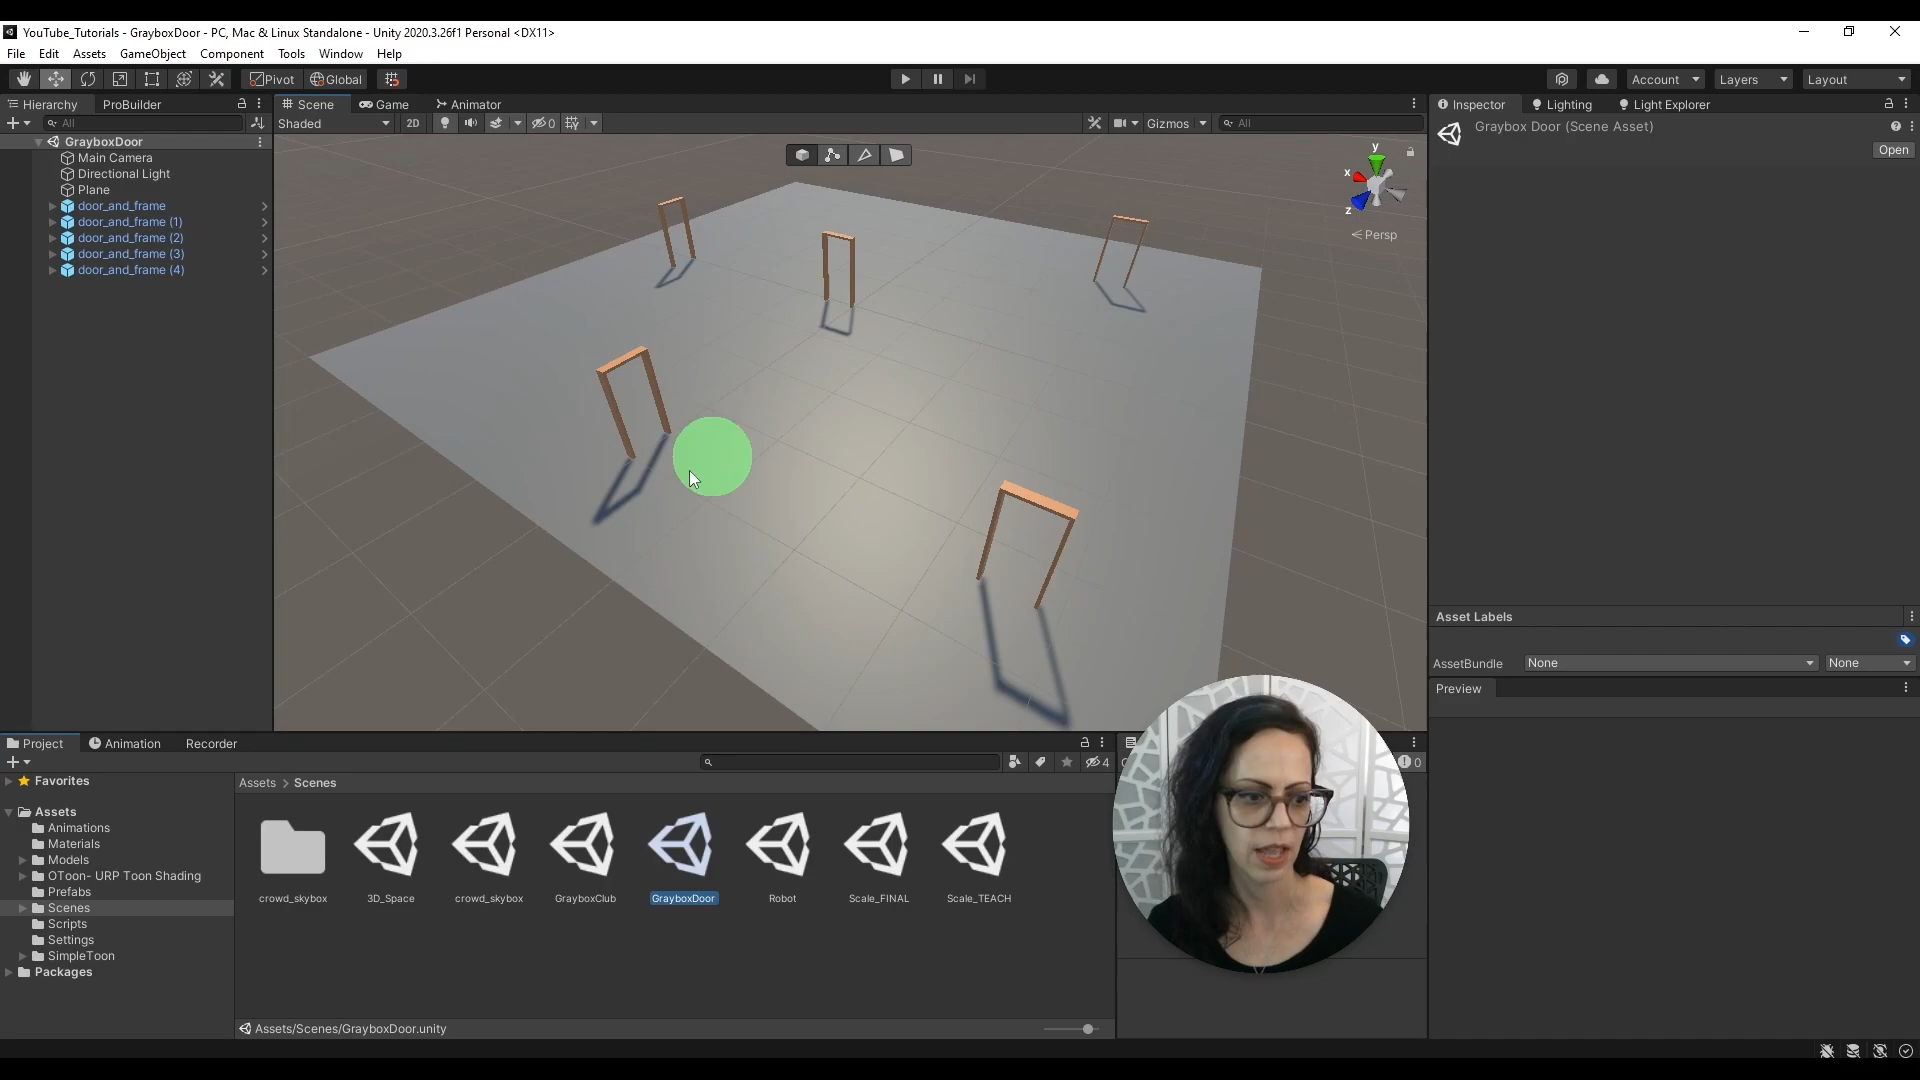 YouTube_Tutorials - GrayboxDoor - PC, Mac & Linux Standalone - Unity 2020.3.26f1 Personal <DX11>
File Edit Assets GameObject Component Tools Jobs Window Help
Pivot Global Account Layers Layout
Hierarchy ProBuilder Scene Game Animator Inspector Lighting Light Explorer
All Shaded 2D 0 Gizmos All Graybox Door (Scene Asset)
Open
GrayboxDoor
Main Camera
Directional Light
Plane
door_and_frame
door_and_frame (1)
door_and_frame (2)
door_and_frame (3)
door_and_frame (4)
y
x
z
Persp
Asset Labels
AssetBundle None None
Preview
Project Animation Recorder
4 0
Favorites
Assets > Scenes
Assets
Animations
Materials
Models
OToon- URP Toon Shading
Prefabs
Scenes
Scripts
Settings
SimpleToon
Packages
crowd_skybox 3D_Space crowd_skybox GrayboxClub GrayboxDoor Robot Scale_FINAL Scale_TEACH
Assets/Scenes/GrayboxDoor.unity